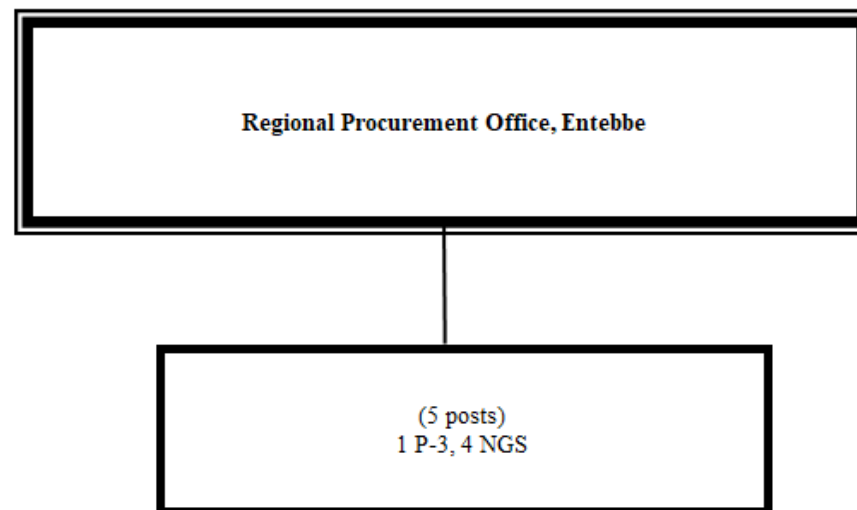 Regional Procurement Office, Entebbe
(5 posts)
1 P-3, 4 NGS